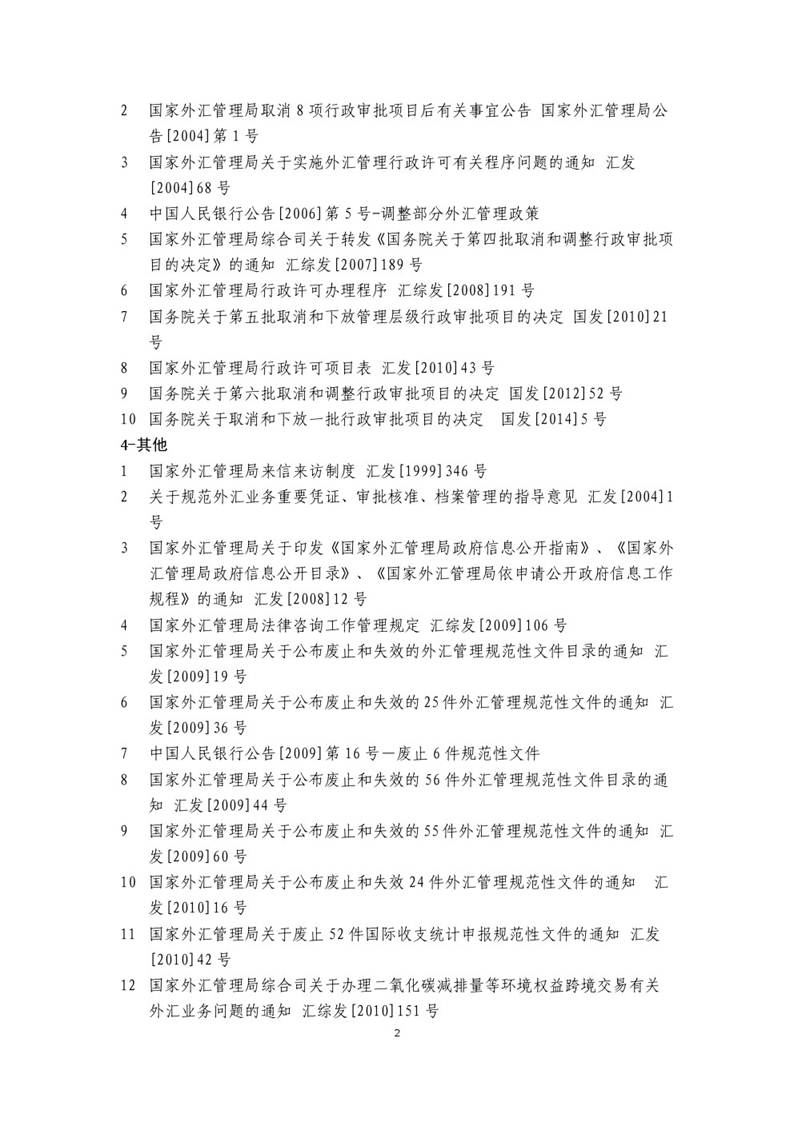 2 国家外汇管理局取消 8 项行政审批项目后有关事宜公告 国家外汇管理局公
告[2004]第 1 号
3 国家外汇管理局关于实施外汇管理行政许可有关程序问题的通知 汇发
[2004]68 号
4 中国人民银行公告[2006]第 5 号-调整部分外汇管理政策
5 国家外汇管理局综合司关于转发《国务院关于第四批取消和调整行政审批项
目的决定》的通知 汇综发[2007]189 号
6 国家外汇管理局行政许可办理程序 汇综发[2008]191 号
7 国务院关于第五批取消和下放管理层级行政审批项目的决定 国发[2010]21
号
8 国家外汇管理局行政许可项目表 汇发[2010]43 号
9 国务院关于第六批取消和调整行政审批项目的决定 国发[2012]52 号
10 国务院关于取消和下放一批行政审批项目的决定 国发[2014]5 号
4-其他
1 国家外汇管理局来信来访制度 汇发[1999]346 号
2 关于规范外汇业务重要凭证、审批核准、档案管理的指导意见 汇发[2004]1
号
3 国家外汇管理局关于印发《国家外汇管理局政府信息公开指南》、《国家外
汇管理局政府信息公开目录》、《国家外汇管理局依申请公开政府信息工作
规程》的通知 汇发[2008]12 号
4 国家外汇管理局法律咨询工作管理规定 汇综发[2009]106 号
5 国家外汇管理局关于公布废止和失效的外汇管理规范性文件目录的通知 汇
发[2009]19 号
6 国家外汇管理局关于公布废止和失效的 25 件外汇管理规范性文件的通知 汇
发[2009]36 号
7 中国人民银行公告[2009]第 16 号－废止 6 件规范性文件
8 国家外汇管理局关于公布废止和失效的 56 件外汇管理规范性文件目录的通
知 汇发[2009]44 号
9 国家外汇管理局关于公布废止和失效的 55 件外汇管理规范性文件的通知 汇
发[2009]60 号
10 国家外汇管理局关于公布废止和失效 24 件外汇管理规范性文件的通知 汇
发[2010]16 号
11 国家外汇管理局关于废止 52 件国际收支统计申报规范性文件的通知 汇发
[2010]42 号
12 国家外汇管理局综合司关于办理二氧化碳减排量等环境权益跨境交易有关
外汇业务问题的通知 汇综发[2010]151 号
2